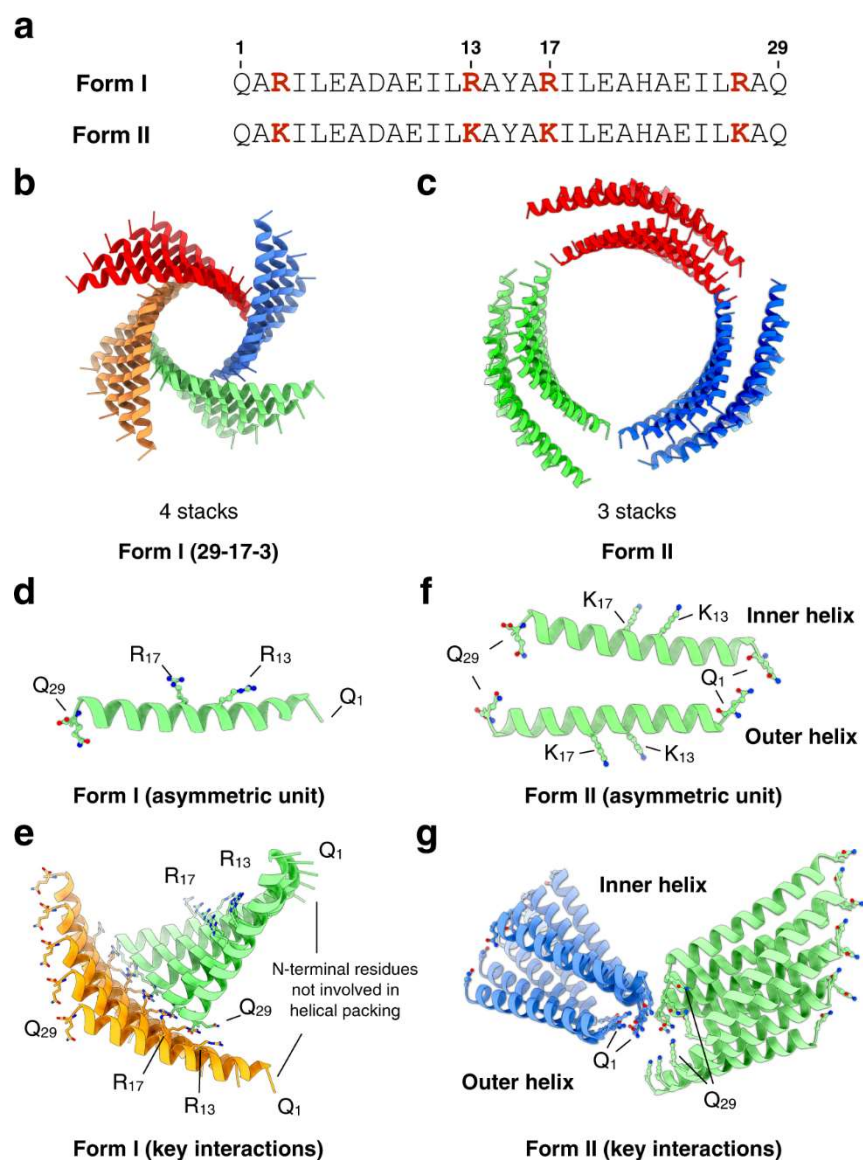 a
1 13 17 29
Form I QARILEADAEILRAYARILEAHAEILRAQ
Form II QAKILEADAEILKAYAKILEAHAEILKAQ
b
c
4 stacks
3 stacks
Form I (29-17-3)
Form II
d
f
R17
R13
Q29
Q1
K17
K13
Inner helix
Q29
Q1
Outer helix
K17
K13
Form I (asymmetric unit)
Form II (asymmetric unit)
e
g
R17
R13
Q1
N-terminal residues
not involved in
helical packing
Q29
Q29
R17
R13
Q1
Inner helix
Q1
Outer helix
Q29
Form I (key interactions)
Form II (key interactions)